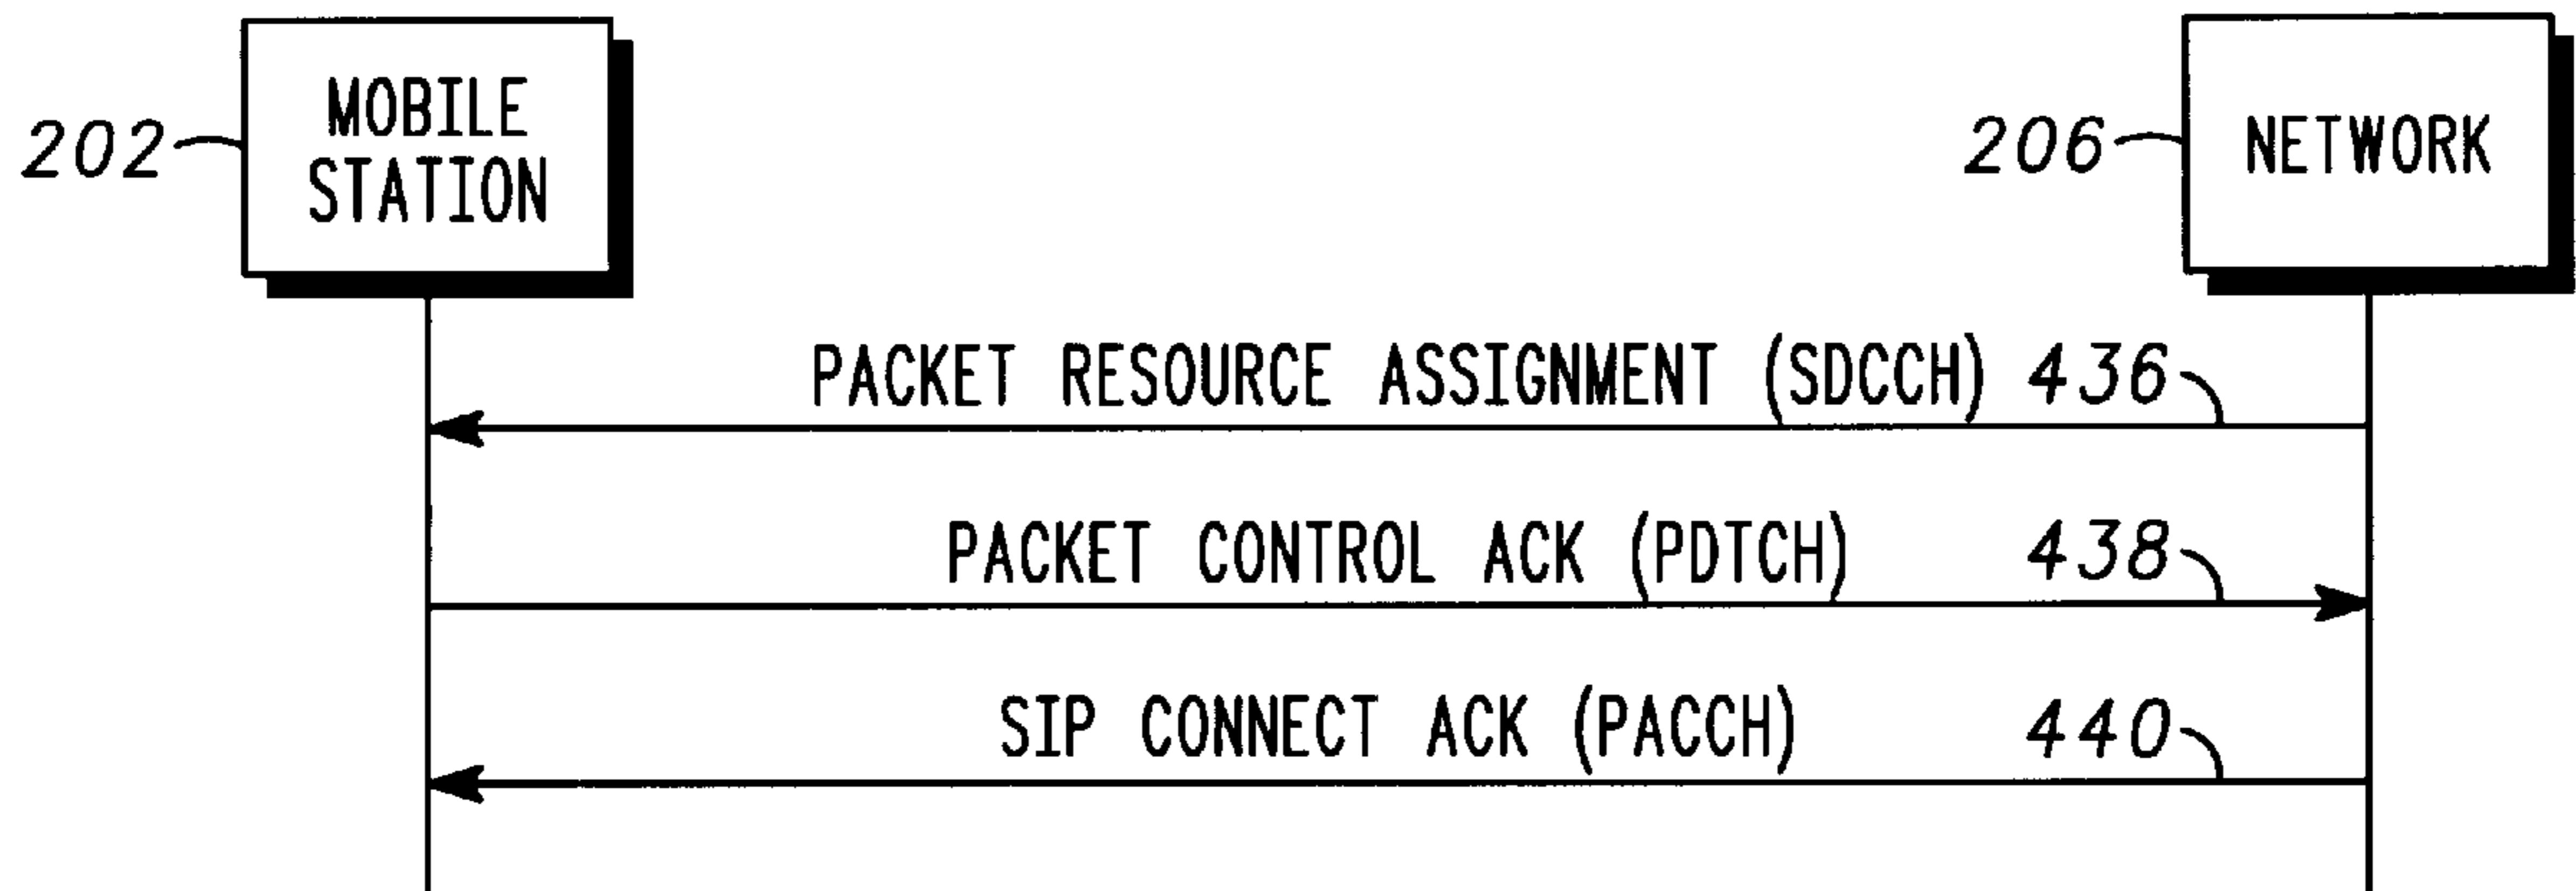 202
MOBILE
STATION
206
NETWORK
PACKET RESOURCE ASSIGNMENT (SDCCH) 436
PACKET CONTROL ACK (PDTCH) 438
SIP CONNECT ACK (PACCH) 440